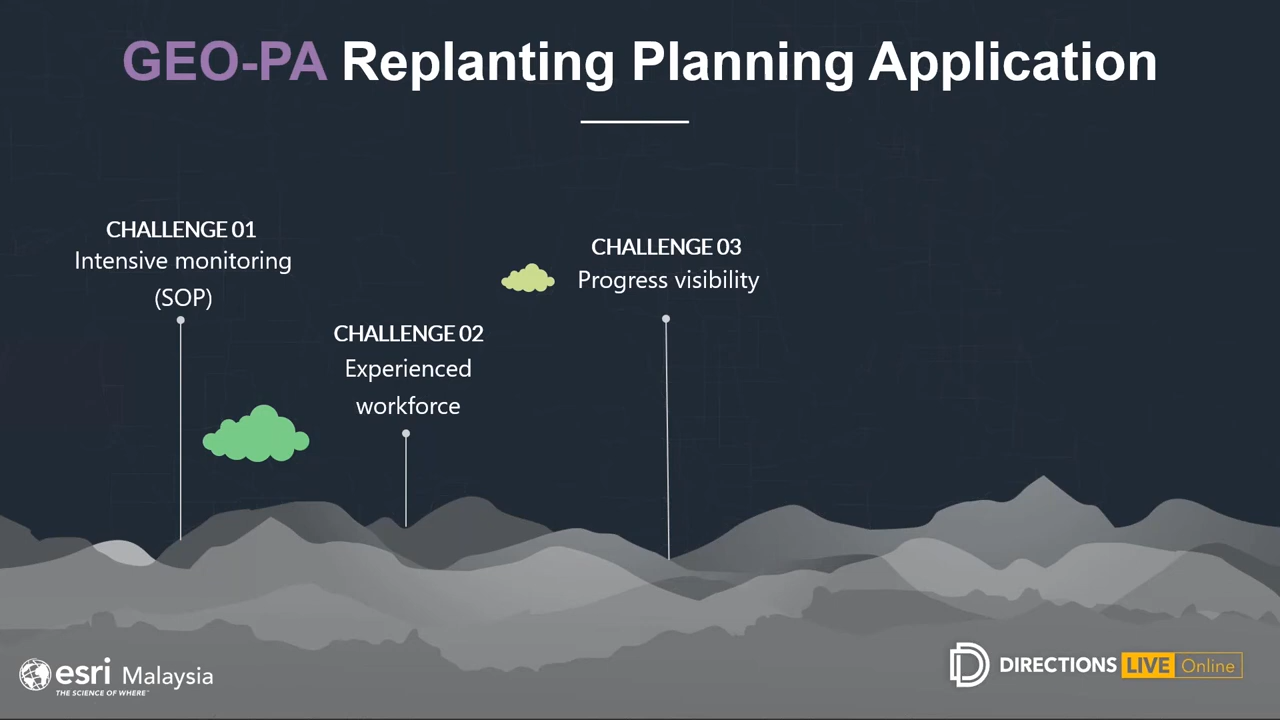 GEO-PA Replanting Planning Application
CHALLENGE 01
Intensive monitoring
(SOP)
CHALLENGE 02
Experienced
workforce
CHALLENGE 03
Progress visibility
esri Malaysia
THE SCIENCE OF WHERE™
DIRECTIONS LIVE Online